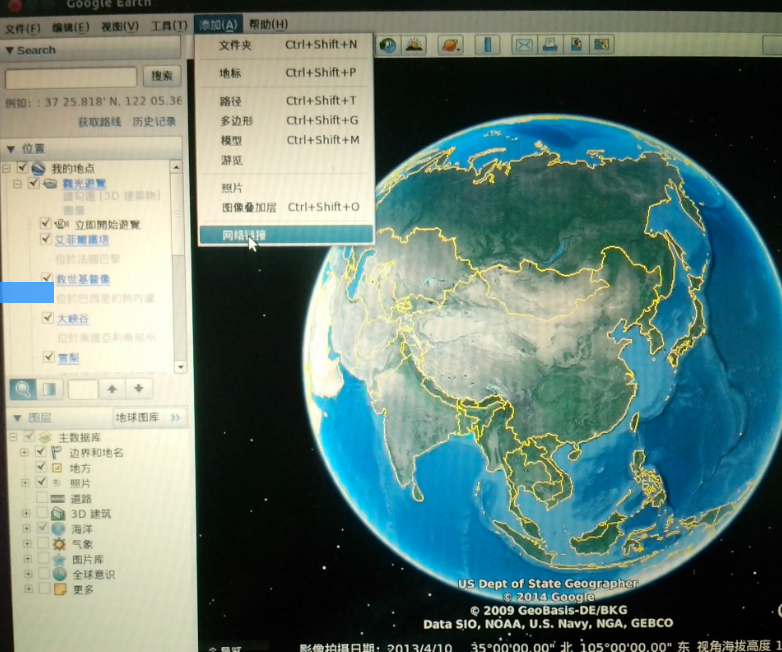 Google Earth
文件(F) 编辑(E) 视图(V) 工具(T) 添加(A) 帮助(H)
Search
搜索
例如: : 37 25.818' N, 122 05.36
获取路线 历史记录
位置
我的地点
觀光遊覽
請勾選 [3D 建築物]
圖層
立即開始遊覽
艾菲爾鐵塔
位於法國巴黎
救世基督像
位於巴西里約熱內盧
大峽谷
位於美國亞利桑那州
雪梨
图层
地球图库 >>
主数据库
边界和地名
地方
照片
道路
3D 建筑
海洋
气象
图片库
全球意识
更多
文件夹 Ctrl+Shift+N
地标 Ctrl+Shift+P
路径 Ctrl+Shift+T
多边形 Ctrl+Shift+G
模型 Ctrl+Shift+M
游览
照片
图像叠加层 Ctrl+Shift+O
网络链接
US Dept of State Geographer
© 2014 Google
© 2009 GeoBasis-DE/BKG
Data SIO, NOAA, U.S. Navy, NGA, GEBCO
影像拍摄日期: 2013/4/10 35°00'00.00" 北 105°00'00.00" 东 视角海拔高度 1